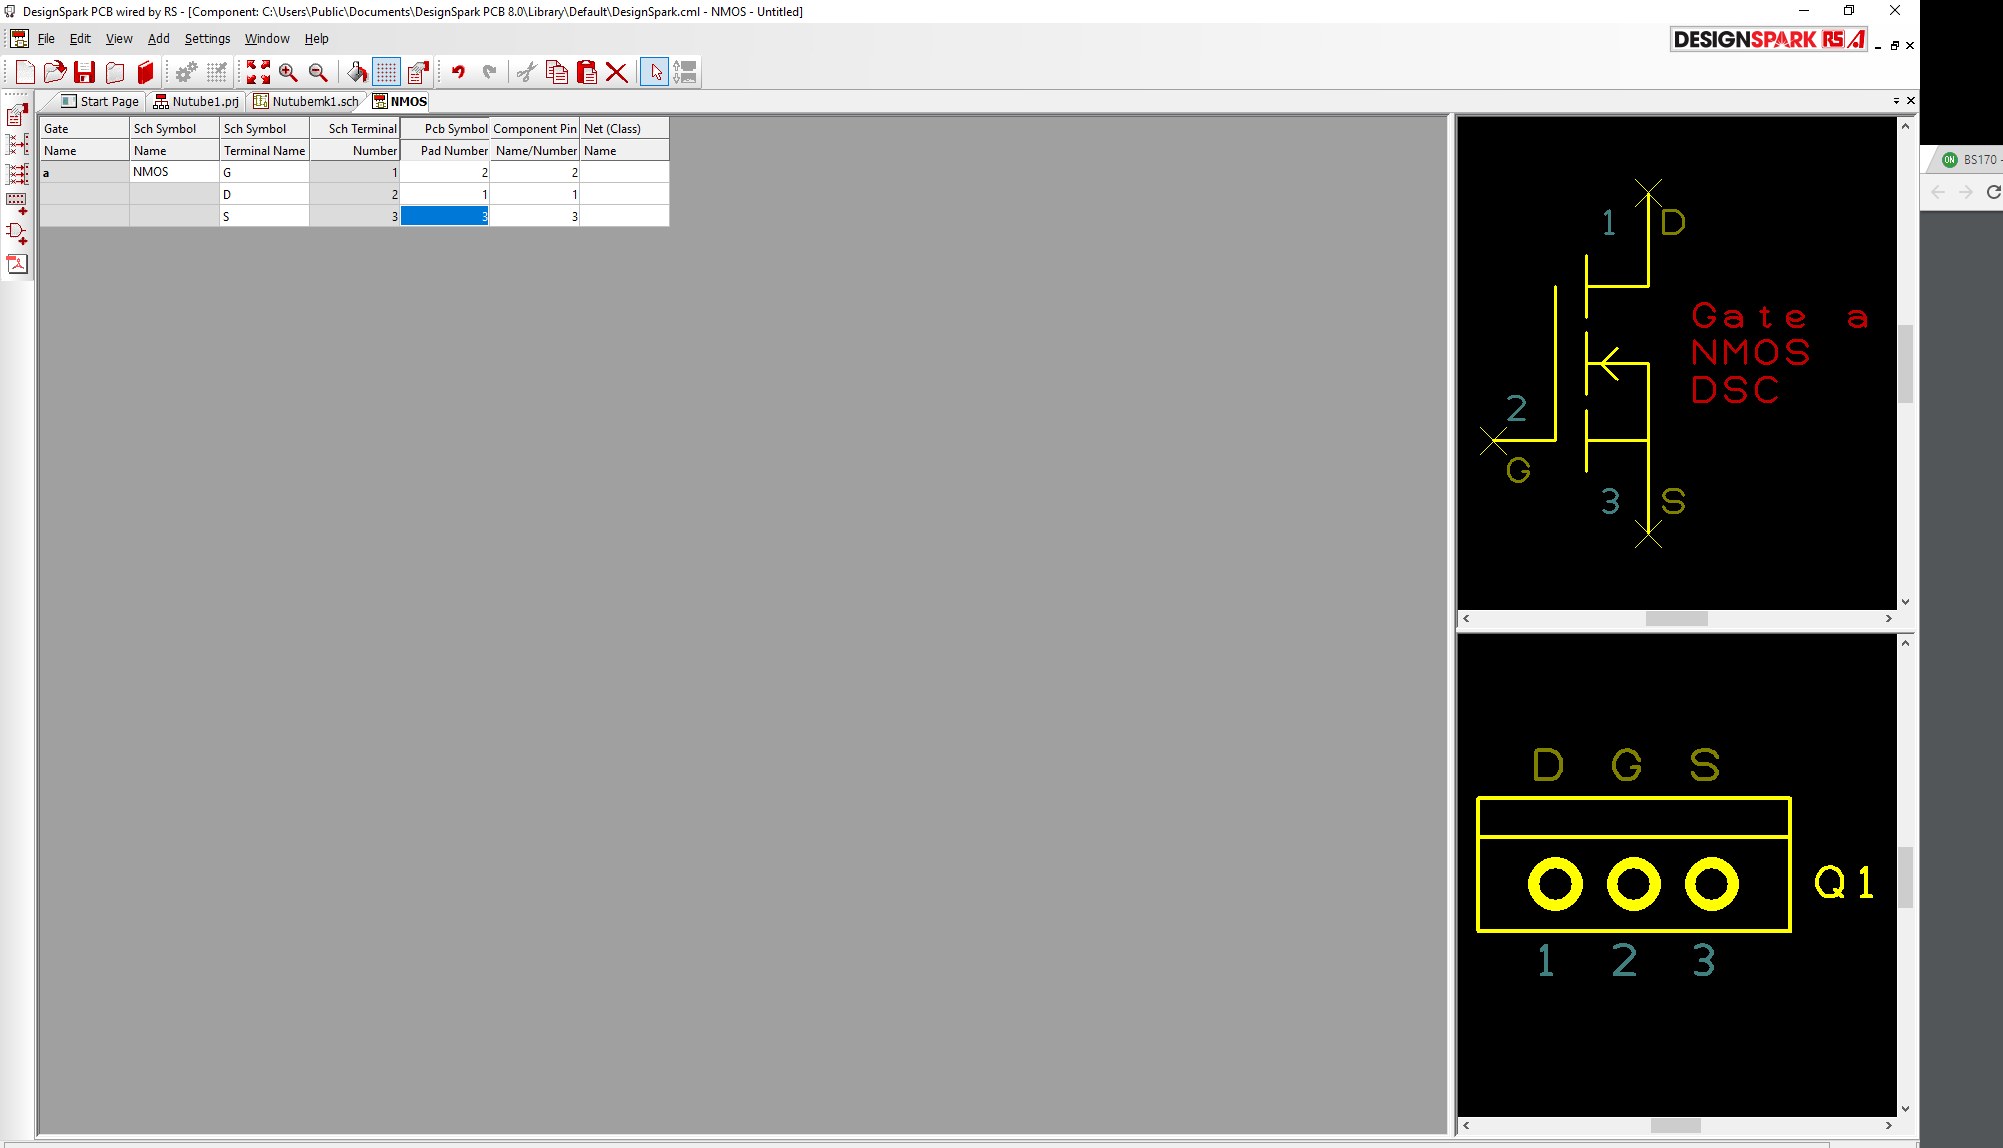 DesignSpark PCB wired by RS - [Component: C:\Users\Public\Documents\DesignSpark PCB 8.0\Library\Default\DesignSpark.cml - NMOS - Untitled]
File Edit View Add Settings Window Help
DESIGNSPARK RS
Start Page Nutube1.prj Nutubemk1.sch NMOS
Gate Sch Symbol Sch Symbol Sch Terminal Pcb Symbol Component Pin Net (Class)
Name Name Terminal Name Number Pad Number Name/Number Name
a NMOS G 1 2 2
D 2 1 1
S 3 3 3
ON BS170 -
1 D
Gate a
NMOS
DSC
2
G
3 S
D G S
Q1
1 2 3